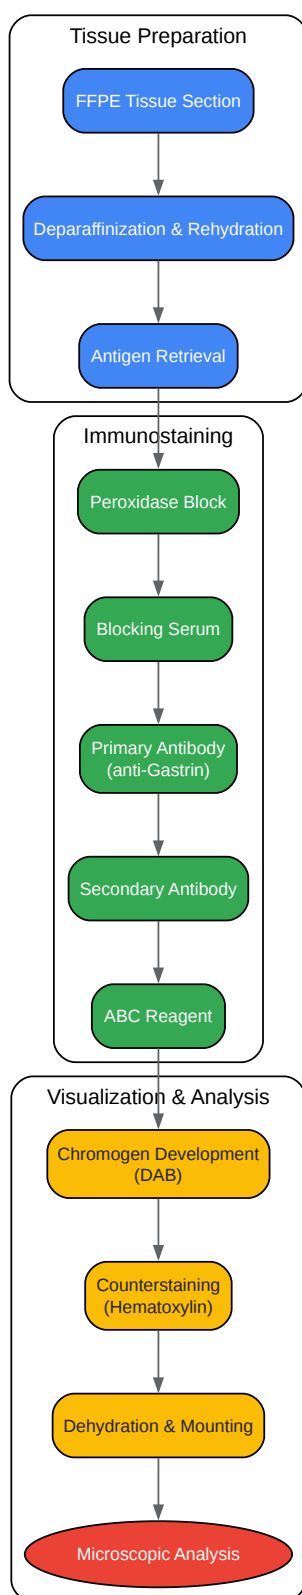 Tissue Preparation
FFPE Tissue Section
Deparaffinization & Rehydration
Antigen Retrieval
Immunostaining
Peroxidase Block
Blocking Serum
Primary Antibody
(anti-Gastrin)
Secondary Antibody
ABC Reagent
Visualization & Analysis
Chromogen Development
(DAB)
Counterstaining
(Hematoxylin)
Dehydration & Mounting
Microscopic Analysis